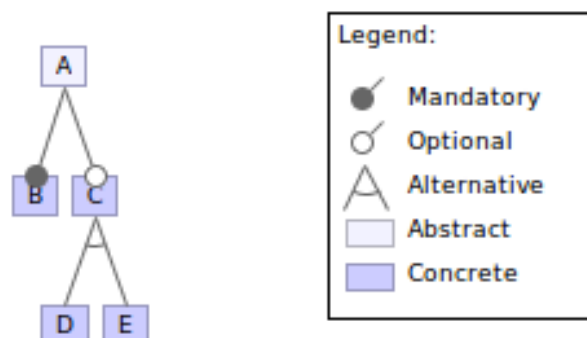 A
B C
D E
Legend:
Mandatory
Optional
Alternative
Abstract
Concrete